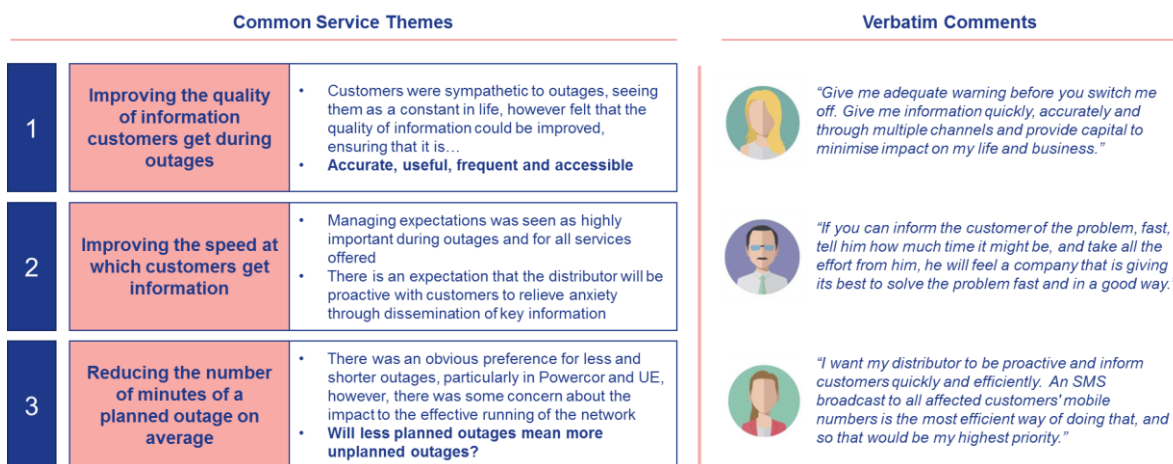 Common Service Themes
Verbatim Comments
1
Improving the quality
of information
customers get during
outages
• Customers were sympathetic to outages, seeing
them as a constant in life, however felt that the
quality of information could be improved,
ensuring that it is…
• Accurate, useful, frequent and accessible
“Give me adequate warning before you switch me
off. Give me information quickly, accurately and
through multiple channels and provide capital to
minimise impact on my life and business.”
2
Improving the speed at
which customers get
information
• Managing expectations was seen as highly
important during outages and for all services
offered
• There is an expectation that the distributor will be
proactive with customers to relieve anxiety
through dissemination of key information
“If you can inform the customer of the problem, fast,
tell him how much time it might be, and take all the
effort from him, he will feel a company that is giving
its best to solve the problem fast and in a good way.”
3
Reducing the number
of minutes of a
planned outage on
average
• There was an obvious preference for less and
shorter outages, particularly in Powercor and UE,
however, there was some concern about the
impact to the effective running of the network
• Will less planned outages mean more
unplanned outages?
“I want my distributor to be proactive and inform
customers quickly and efficiently. An SMS
broadcast to all affected customers' mobile
numbers is the most efficient way of doing that, and
so that would be my highest priority.”